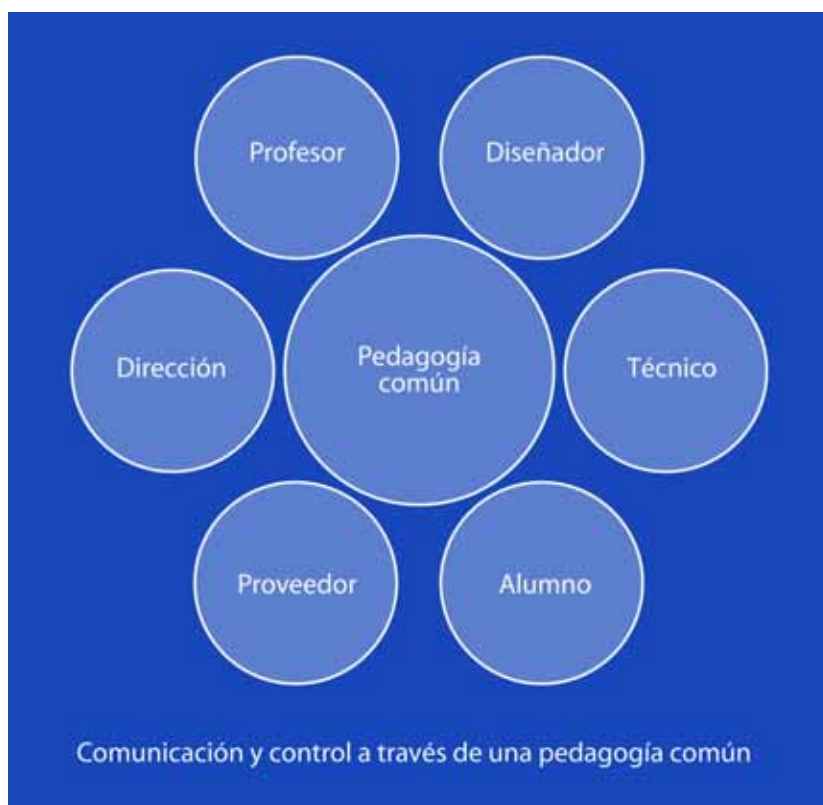 Profesor
Diseñador
Dirección
Pedagogía
común
Técnico
Proveedor
Alumno
Comunicación y control a través de una pedagogía común